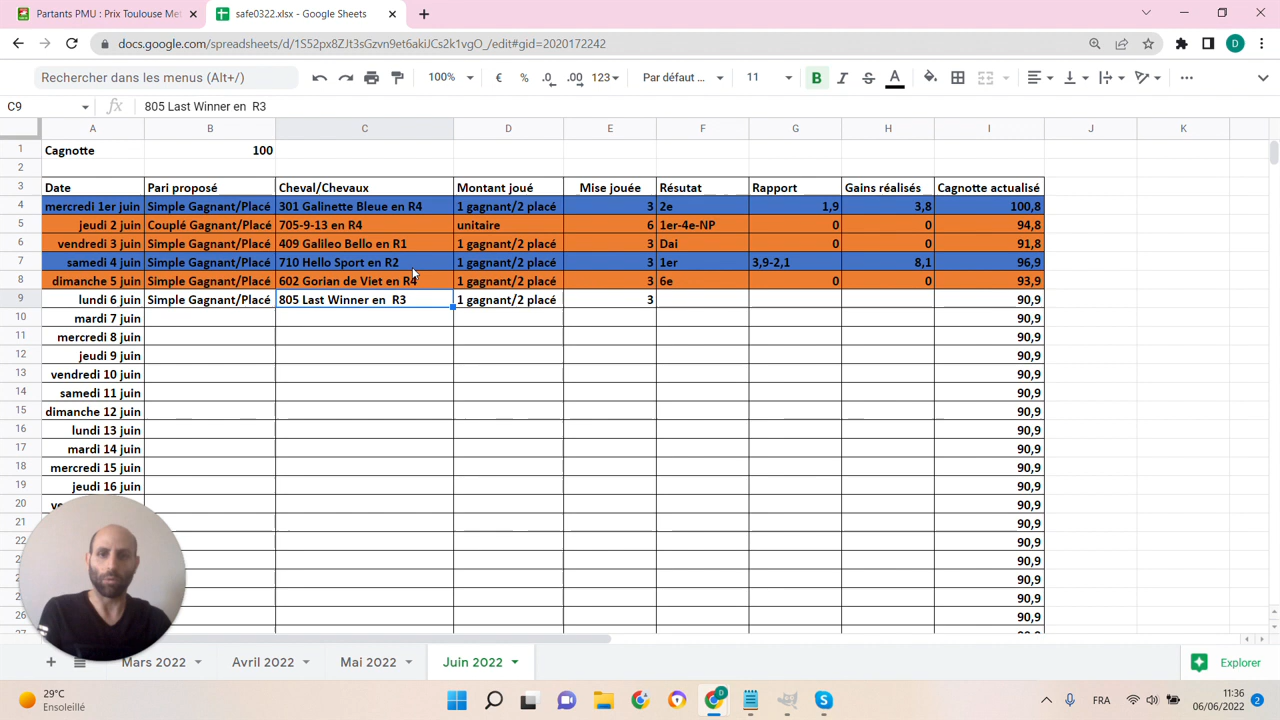 Partants PMU : Prix Toulouse Me
safe0322.xlsx - Google Sheets
docs.google.com/spreadsheets/d/1S52px8ZJt3sGzvn9et6akiJCs2k1vgQ_/edit#gid=2020172242
D
Rechercher dans les menus (Alt+/)
100% € % .0 .00 123 Par défaut ... 11 B I S A
C9 fx 805 Last Winner en R3
A B C D E F G H I J K
1 Cagnotte 100
2
3 Date Pari proposé Cheval/Chevaux Montant joué Mise jouée Résutat Rapport Gains réalisés Cagnotte actualisé
4 mercredi 1er juin Simple Gagnant/Placé 301 Galinette Bleue en R4 1 gagnant/2 placé 3 2e 1,9 3,8 100,8
5 jeudi 2 juin Couplé Gagnant/Placé 705-9-13 en R4 unitaire 6 1er-4e-NP 0 0 94,8
6 vendredi 3 juin Simple Gagnant/Placé 409 Galileo Bello en R1 1 gagnant/2 placé 3 Dai 0 0 91,8
7 samedi 4 juin Simple Gagnant/Placé 710 Hello Sport en R2 1 gagnant/2 placé 3 1er 3,9-2,1 8,1 96,9
8 dimanche 5 juin Simple Gagnant/Placé 602 Gorian de Viet en R4 1 gagnant/2 placé 3 6e 0 0 93,9
9 lundi 6 juin Simple Gagnant/Placé 805 Last Winner en R3 1 gagnant/2 placé 3 90,9
10 mardi 7 juin 90,9
11 mercredi 8 juin 90,9
12 jeudi 9 juin 90,9
13 vendredi 10 juin 90,9
14 samedi 11 juin 90,9
15 dimanche 12 juin 90,9
16 lundi 13 juin 90,9
17 mardi 14 juin 90,9
18 mercredi 15 juin 90,9
19 jeudi 16 juin 90,9
20 90,9
21 90,9
22 90,9
90,9
90,9
90,9
26 90,9
Mars 2022 Avril 2022 Mai 2022 Juin 2022 Explorer
29°C
Ensoleillé
FRA
11:36
06/06/2022
2